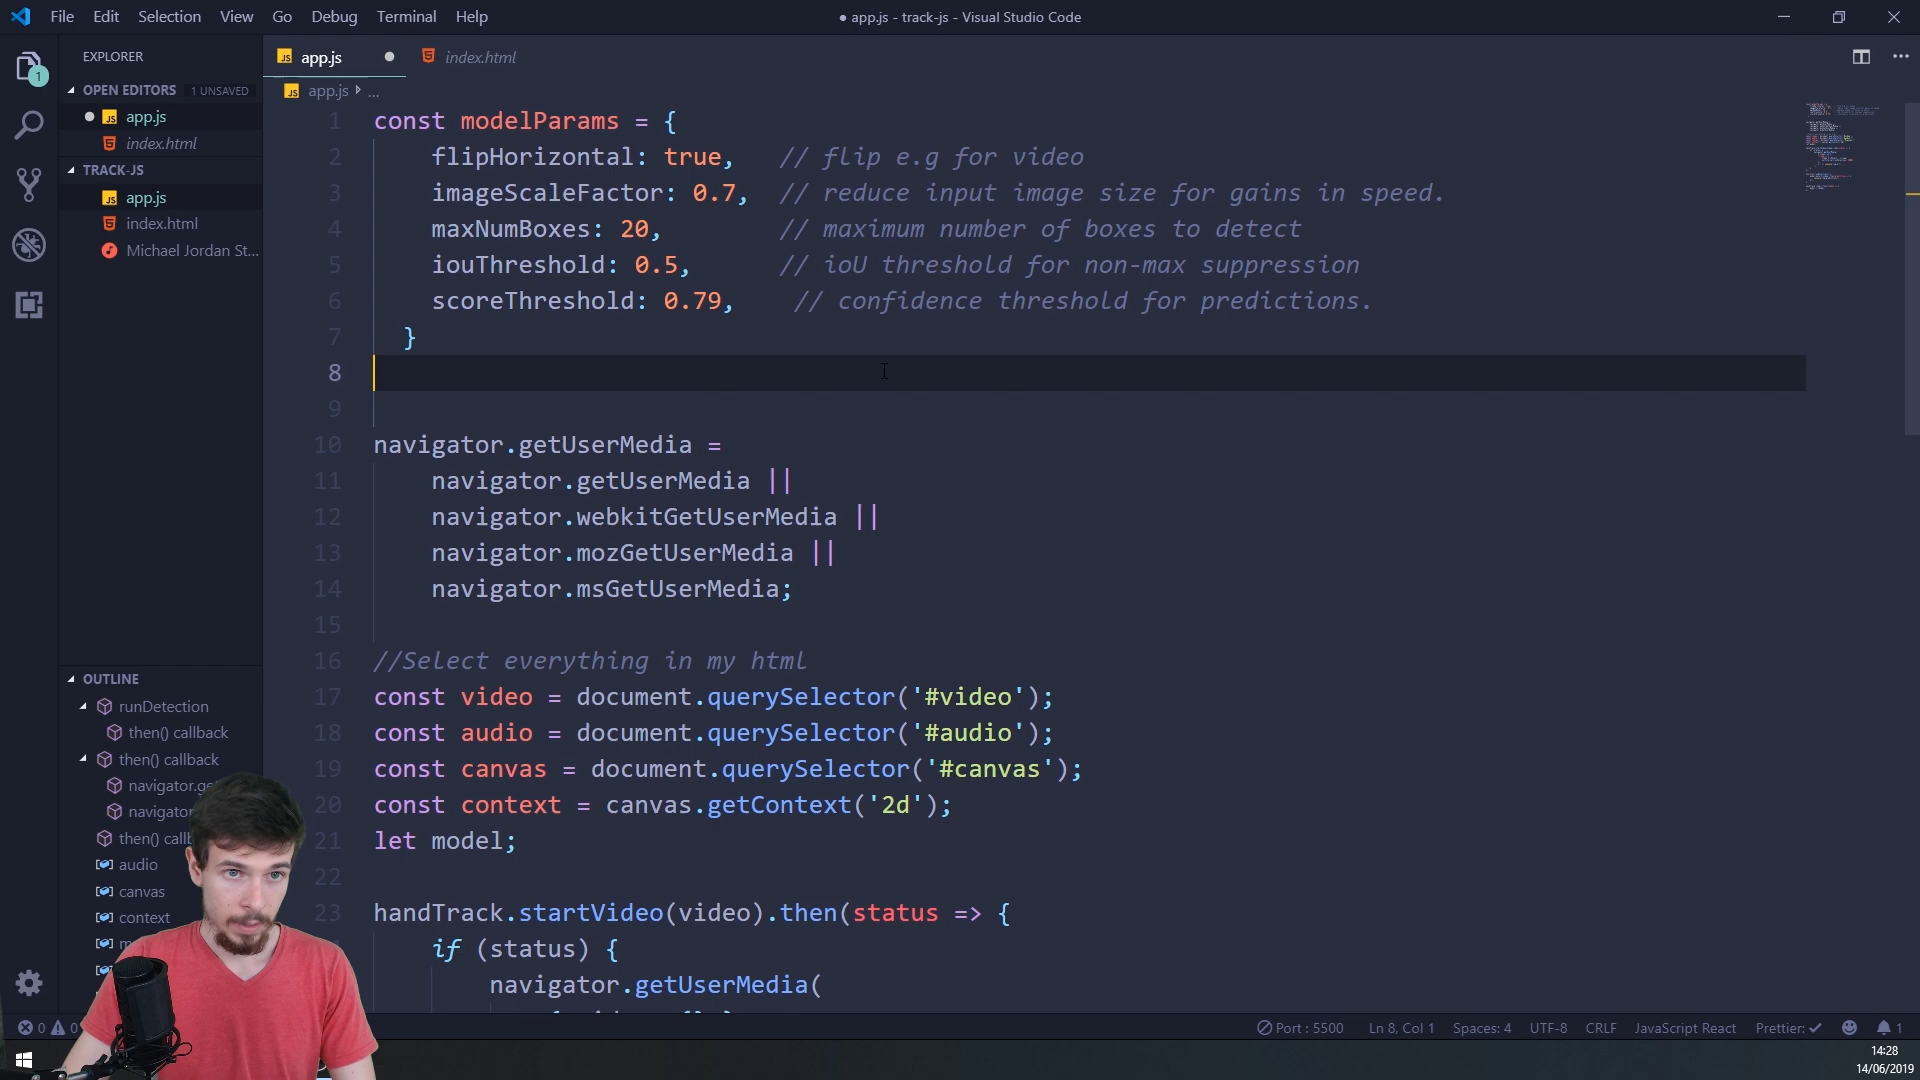 File Edit Selection View Go Debug Terminal Help
● app.js - track-js - Visual Studio Code
EXPLORER
OPEN EDITORS 1 UNSAVED
app.js
index.html
TRACK-JS
app.js
index.html
Michael Jordan St...
OUTLINE
runDetection
then() callback
then() callback
navigator.ge
navigator
then() callb
audio
canvas
context
app.js
index.html
app.js ...
1 const modelParams = {
2 flipHorizontal: true, // flip e.g for video
3 imageScaleFactor: 0.7, // reduce input image size for gains in speed.
4 maxNumBoxes: 20, // maximum number of boxes to detect
5 iouThreshold: 0.5, // ioU threshold for non-max suppression
6 scoreThreshold: 0.79, // confidence threshold for predictions.
7 }
8
9
10 navigator.getUserMedia =
11 navigator.getUserMedia ||
12 navigator.webkitGetUserMedia ||
13 navigator.mozGetUserMedia ||
14 navigator.msGetUserMedia;
15
16 //Select everything in my html
17 const video = document.querySelector('#video');
18 const audio = document.querySelector('#audio');
19 const canvas = document.querySelector('#canvas');
20 const context = canvas.getContext('2d');
21 let model;
22
23 handTrack.startVideo(video).then(status => {
if (status) {
navigator.getUserMedia(
0 0 Port : 5500 Ln 8, Col 1 Spaces: 4 UTF-8 CRLF JavaScript React Prettier: ✓ 1
14:28
14/06/2019